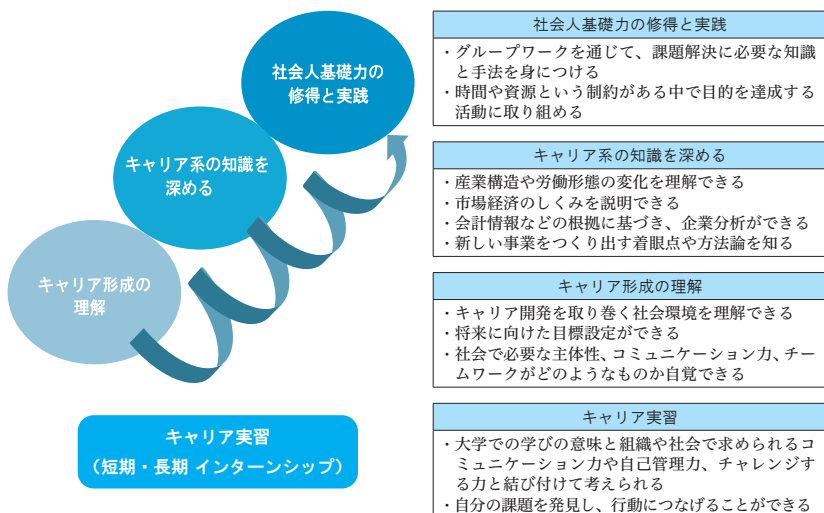 社会人基礎力の
修得と実践
キャリア系の知識を
深める
キャリア形成の
理解
キャリア実習
（短期・長期 インターンシップ）
社会人基礎力の修得と実践
・グループワークを通じて、課題解決に必要な知識
と手法を身につける
・時間や資源という制約がある中で目的を達成する
活動に取り組める
キャリア系の知識を深める
・産業構造や労働形態の変化を理解できる
・市場経済のしくみを説明できる
・会計情報などの根拠に基づき、企業分析ができる
・新しい事業をつくり出す着眼点や方法論を知る
キャリア形成の理解
・キャリア開発を取り巻く社会環境を理解できる
・将来に向けた目標設定ができる
・社会で必要な主体性、コミュニケーション力、チー
ムワークがどのようなものか自覚できる
キャリア実習
・大学での学びの意味と組織や社会で求められるコ
ミュニケーション力や自己管理力、チャレンジす
る力と結び付けて考えられる
・自分の課題を発見し、行動につなげることができる